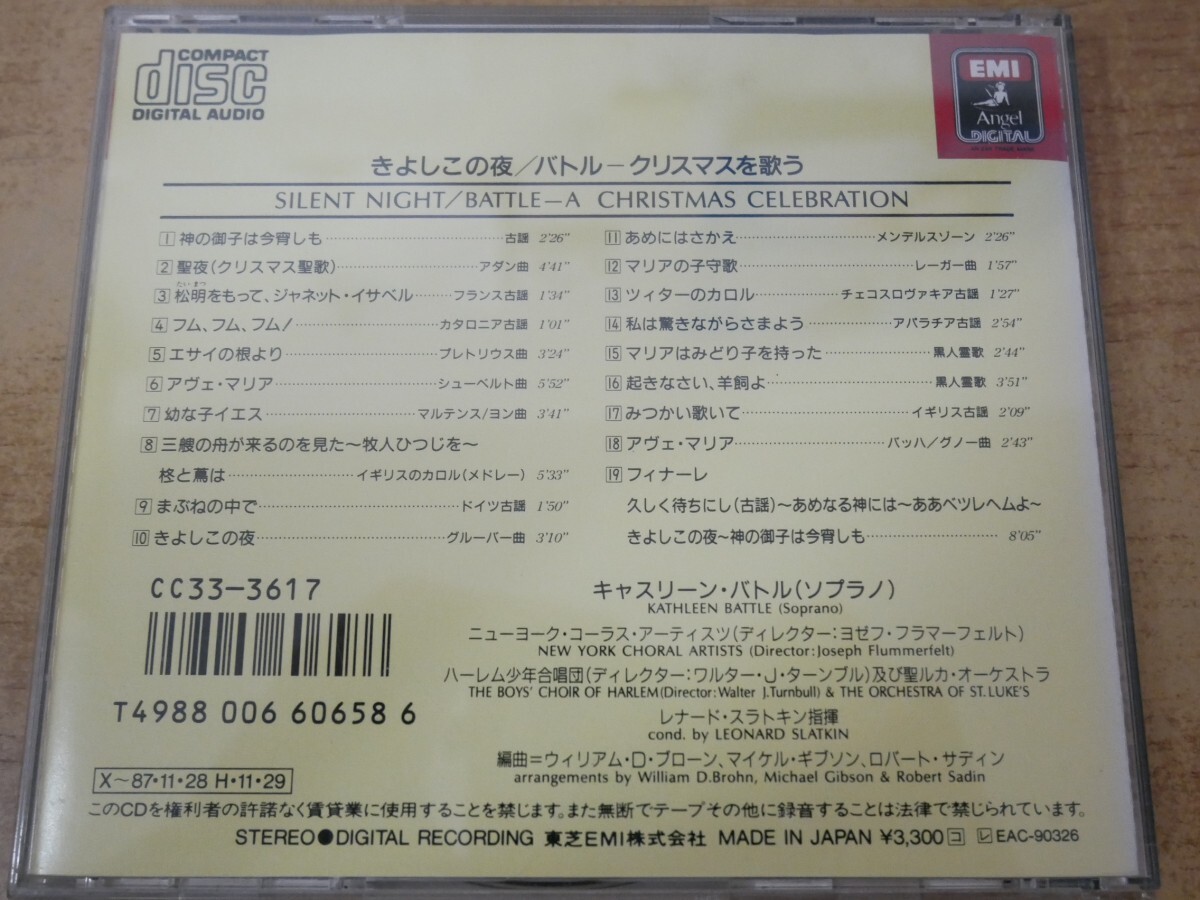 COMPACT
disc
DIGITAL AUDIO
EMI
Angel
DIGITAL
きよしこの夜/バトル－クリスマスを歌う
SILENT NIGHT/BATTLE—A CHRISTMAS CELEBRATION
1 神の御子は今宵しも 古謡 2'26"
2 聖夜(クリスマス聖歌) アダン曲 4'41"
たいまつ
3 松明をもって、ジャネット・イサベル フランス古謡 1'34"
4 フム、フム、フム! カタロニア古謡 1'01"
5 エサイの根より プレトリウス曲 3'24"
6 アヴェ・マリア シューベルト曲 5'52"
7 幼な子イエス マルテンス/ヨン曲 3'41"
8 三艘の舟が来るのを見た〜牧人ひつじを〜
柊と蔦は イギリスのカロル(メドレー) 5'33"
9 まぶねの中で ドイツ古謡 1'50"
10 きよしこの夜 グルーバー曲 3'10"
11 あめにはさかえ メンデルスゾーン 2'26"
12 マリアの子守歌 レーガー曲 1'57"
13 ツィターのカロル チェコスロヴァキア古謡 1'27"
14 私は驚きながらさまよう アパラチア古謡 2'54"
15 マリアはみどり子を持った 黒人霊歌 2'44"
16 起きなさい、羊飼よ 黒人霊歌 3'51"
17 みつかい歌いて イギリス古謡 2'09"
18 アヴェ・マリア バッハ/グノー曲 2'43"
19 フィナーレ
久しく待ちにし(古謡)〜あめなる神には〜ああベツレヘムよ〜
きよしこの夜〜神の御子は今宵しも 8'05"
CC33-3617
T4988 006 60658 6
X〜87・11・28 H・11・29
キャスリーン・バトル(ソプラノ)
KATHLEEN BATTLE (Soprano)
ニューヨーク・コーラス・アーティスツ(ディレクター:ヨゼフ・フラマーフェルト)
NEW YORK CHORAL ARTISTS (Director:Joseph Flummerfelt)
ハーレム少年合唱団(ディレクター:ワルター・J・ターンブル)及び聖ルカ・オーケストラ
THE BOYS' CHOIR OF HARLEM(Director:Walter J.Turnbull) & THE ORCHESTRA OF ST. LUKE'S
レナード・スラトキン指揮
cond. by LEONARD SLATKIN
編曲=ウィリアム・D・ブローン、マイケル・ギブソン、ロバート・サディン
arrangements by William D.Brohn, Michael Gibson & Robert Sadin
このCDを権利者の許諾なく賃貸業に使用することを禁じます。また無断でテープその他に録音することは法律で禁じられています。
STEREO●DIGITAL RECORDING 東芝EMI株式会社 MADE IN JAPAN ¥3,300 コ レ EAC-90326